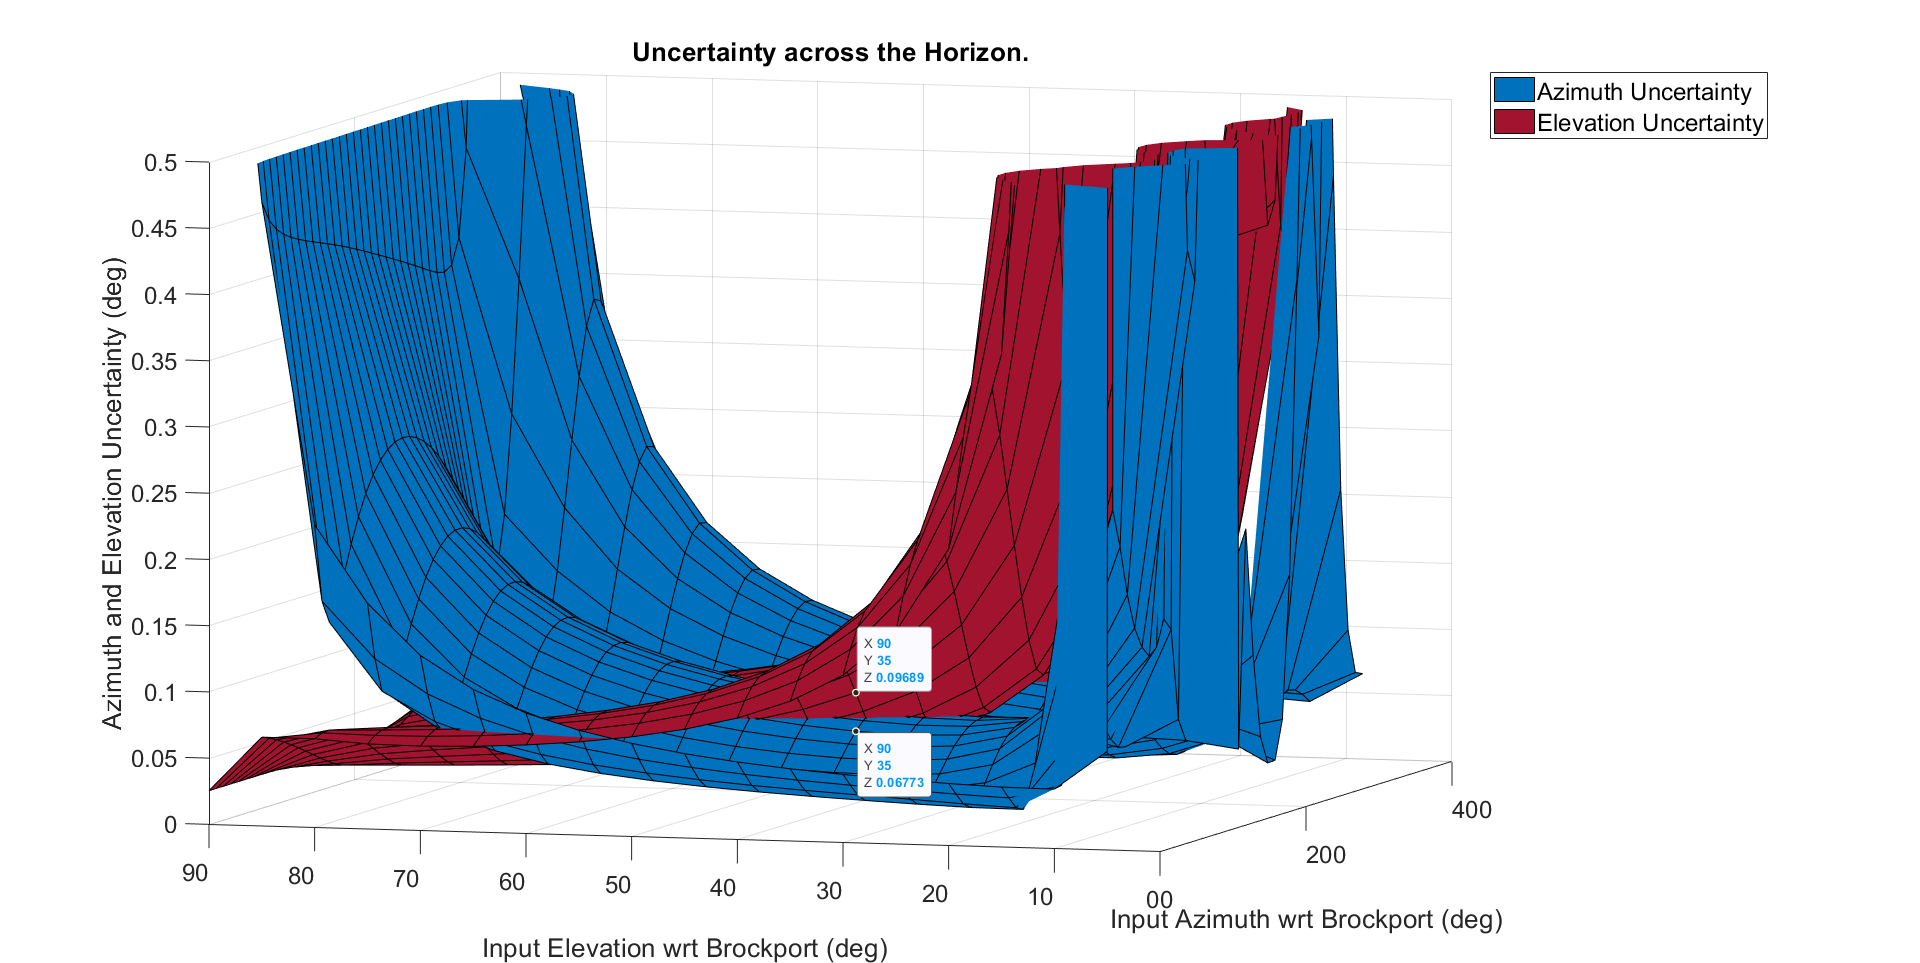 Uncertainty across the Horizon.
Azimuth Uncertainty
Elevation Uncertainty
0.5
0.45
0.4
0.35
0.3
0.25
0.2
0.15
0.1
0.05
0
Azimuth and Elevation Uncertainty (deg)
X 90
Y 35
Z 0.09689
X 90
Y 35
Z 0.06773
90
80
70
60
50
40
30
20
10
0
0
200
400
Input Elevation wrt Brockport (deg)
Input Azimuth wrt Brockport (deg)